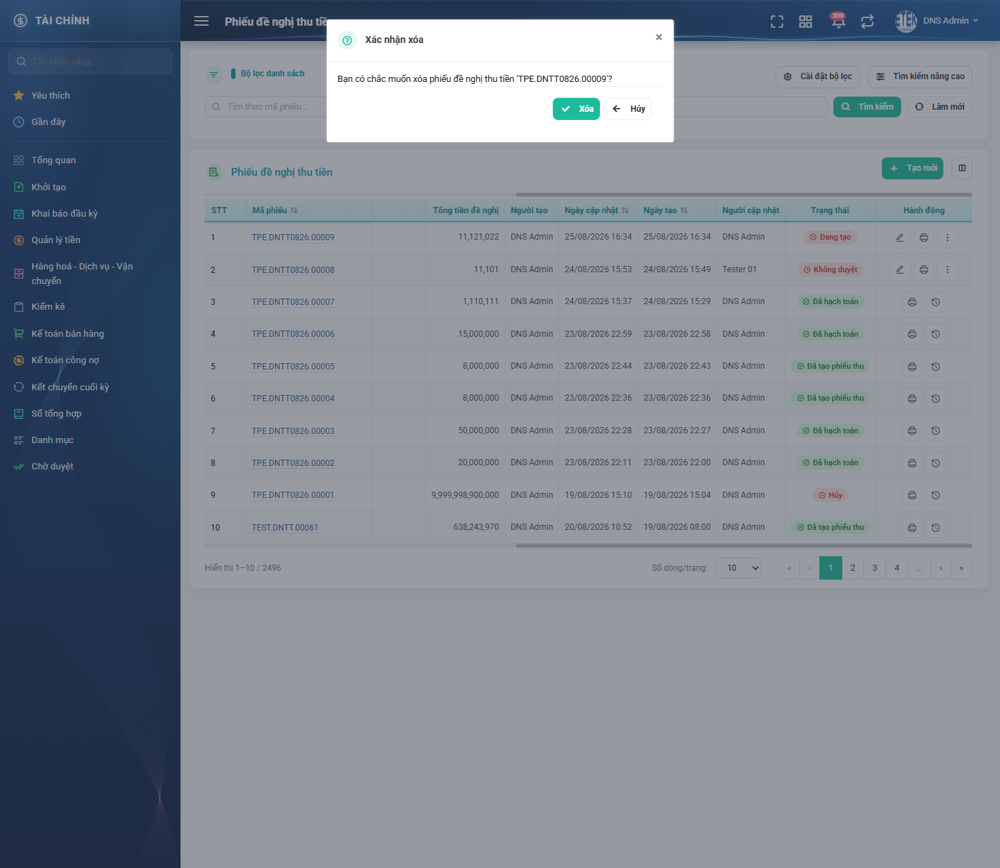 TÀI CHÍNH
Tìm chức năng...
Yêu thích
Gần đây
Tổng quan
Khởi tạo
Khai báo đầu kỳ
Quản lý tiền
Hàng hoá - Dịch vụ - Vận
chuyển
Kiểm kê
Kế toán bán hàng
Kế toán công nợ
Kết chuyển cuối kỳ
Sổ tổng hợp
Danh mục
Chờ duyệt
Phiếu đề nghị thu tiề
309
DNS Admin
Xác nhận xóa
×
Bạn có chắc muốn xóa phiếu đề nghị thu tiền 'TPE.DNTT0826.00009'?
Xóa
Hủy
Bộ lọc danh sách
Cài đặt bộ lọc
Tìm kiếm nâng cao
Tìm theo mã phiếu...
Tìm kiếm
Làm mới
Phiếu đề nghị thu tiền
Tạo mới
STT Mã phiếu Tổng tiền đề nghị Người tạo Ngày cập nhật Ngày tạo Người cập nhật Trạng thái Hành động
1 TPE.DNTT0826.00009 11,121,022 DNS Admin 25/08/2026 16:34 25/08/2026 16:34 DNS Admin Đang tạo
2 TPE.DNTT0826.00008 11,101 DNS Admin 24/08/2026 15:53 24/08/2026 15:49 Tester 01 Không duyệt
3 TPE.DNTT0826.00007 1,110,111 DNS Admin 24/08/2026 15:37 24/08/2026 15:29 DNS Admin Đã hạch toán
4 TPE.DNTT0826.00006 15,000,000 DNS Admin 23/08/2026 22:59 23/08/2026 22:58 DNS Admin Đã hạch toán
5 TPE.DNTT0826.00005 8,000,000 DNS Admin 23/08/2026 22:44 23/08/2026 22:43 DNS Admin Đã tạo phiếu thu
6 TPE.DNTT0826.00004 8,000,000 DNS Admin 23/08/2026 22:36 23/08/2026 22:36 DNS Admin Đã tạo phiếu thu
7 TPE.DNTT0826.00003 50,000,000 DNS Admin 23/08/2026 22:28 23/08/2026 22:27 DNS Admin Đã hạch toán
8 TPE.DNTT0826.00002 20,000,000 DNS Admin 23/08/2026 22:11 23/08/2026 22:00 DNS Admin Đã hạch toán
9 TPE.DNTT0826.00001 9,999,998,900,000 DNS Admin 19/08/2026 15:10 19/08/2026 15:04 DNS Admin Hủy
10 TEST.DNTT.00061 638,243,970 DNS Admin 20/08/2026 10:52 19/08/2026 08:00 DNS Admin Đã tạo phiếu thu
Hiển thị 1–10 / 2496
Số dòng/trang: 10
« ‹ 1 2 3 4 ... › »